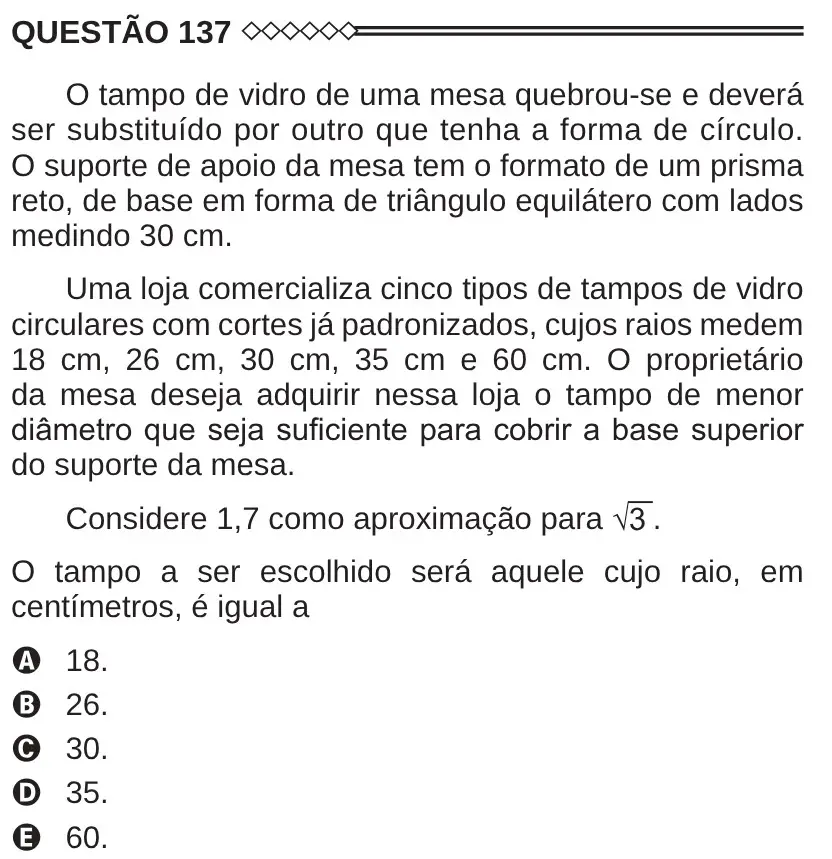 QUESTÃO 137
O tampo de vidro de uma mesa quebrou-se e deverá
ser substituído por outro que tenha a forma de círculo.
O suporte de apoio da mesa tem o formato de um prisma
reto, de base em forma de triângulo equilátero com lados
medindo 30 cm.
Uma loja comercializa cinco tipos de tampos de vidro
circulares com cortes já padronizados, cujos raios medem
18 cm, 26 cm, 30 cm, 35 cm e 60 cm. O proprietário
da mesa deseja adquirir nessa loja o tampo de menor
diâmetro que seja suficiente para cobrir a base superior
do suporte da mesa.
Considere 1,7 como aproximação para √3.
O tampo a ser escolhido será aquele cujo raio, em
centímetros, é igual a
A 18.
B 26.
C 30.
D 35.
E 60.